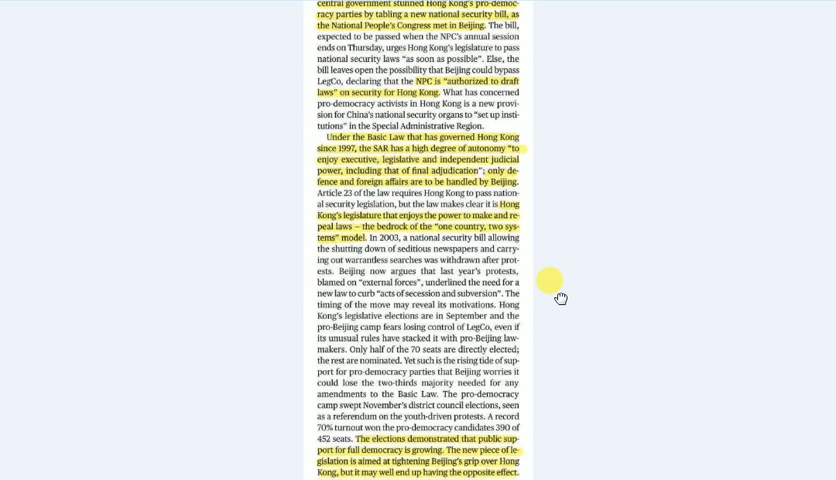 central government stunned Hong Kong's pro-democ-
racy parties by tabling a new national security bill, as
the National People's Congress met in Beijing. The bill,
expected to be passed when the NPC's annual session
ends on Thursday, urges Hong Kong's legislature to pass
national security laws “as soon as possible”. Else, the
bill leaves open the possibility that Beijing could bypass
LegCo, declaring that the NPC is “authorized to draft
laws” on security for Hong Kong. What has concerned
pro-democracy activists in Hong Kong is a new provi-
sion for China's national security organs to “set up insti-
tutions” in the Special Administrative Region.
Under the Basic Law that has governed Hong Kong
since 1997, the SAR has a high degree of autonomy “to
enjoy executive, legislative and independent judicial
power, including that of final adjudication”; only de-
fence and foreign affairs are to be handled by Beijing.
Article 23 of the law requires Hong Kong to pass nation-
al security legislation, but the law makes clear it is Hong
Kong's legislature that enjoys the power to make and re-
peal laws — the bedrock of the “one country, two sys-
tems” model. In 2003, a national security bill allowing
the shutting down of seditious newspapers and carry-
ing out warrantless searches was withdrawn after prot-
ests. Beijing now argues that last year's protests,
blamed on “external forces”, underlined the need for a
new law to curb “acts of secession and subversion”. The
timing of the move may reveal its motivations. Hong
Kong's legislative elections are in September and the
pro-Beijing camp fears losing control of LegCo, even if
its unusual rules have stacked it with pro-Beijing law-
makers. Only half of the 70 seats are directly elected;
the rest are nominated. Yet such is the rising tide of sup-
port for pro-democracy parties that Beijing worries it
could lose the two-thirds majority needed for any
amendments to the Basic Law. The pro-democracy
camp swept November's district council elections, seen
as a referendum on the youth-driven protests. A record
70% turnout won the pro-democracy candidates 390 of
452 seats. The elections demonstrated that public sup-
port for full democracy is growing. The new piece of le-
gislation is aimed at tightening Beijing's grip over Hong
Kong, but it may well end up having the opposite effect.